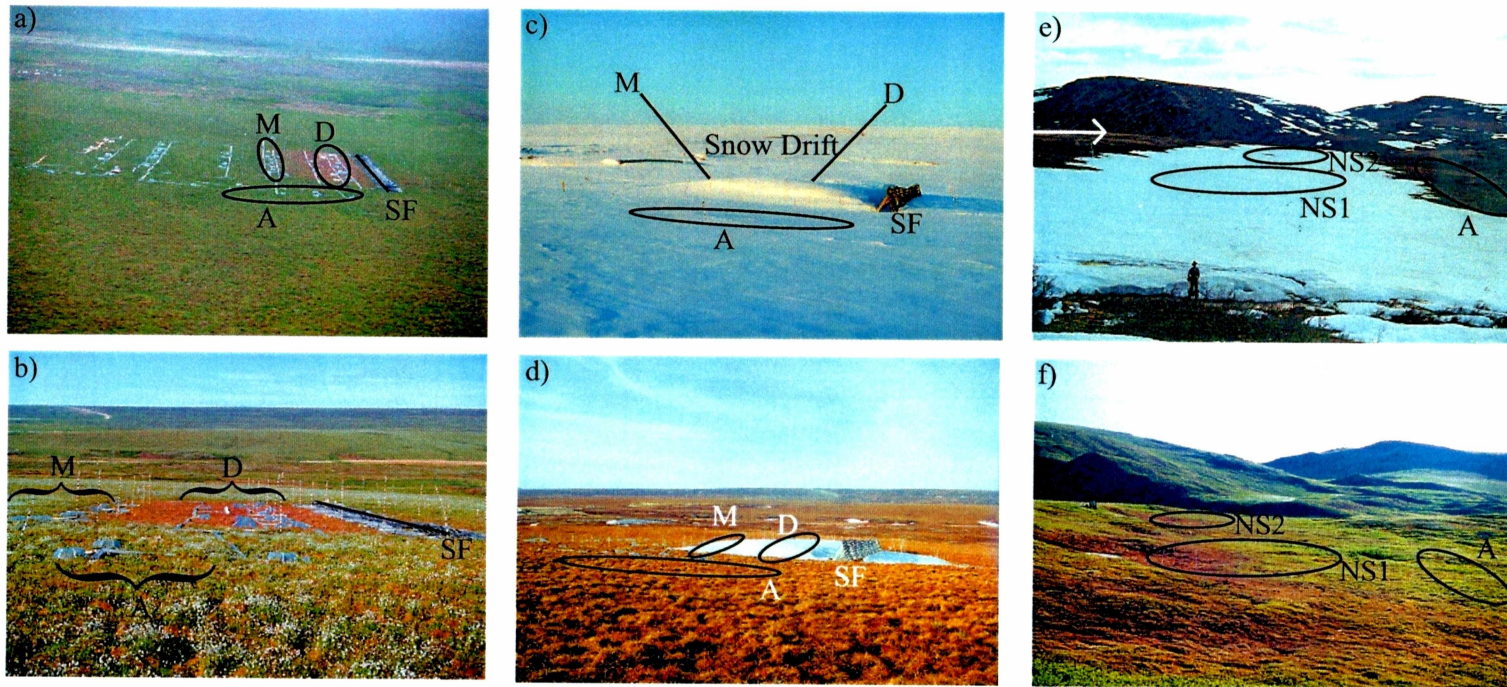 a)
M
D
A
SF
b)
M
D
SF
A
c)
M
D
Snow Drift
SF
A
d)
M
D
SF
A
e)
NS2
NS1
A
f)
NS2
A
NS1